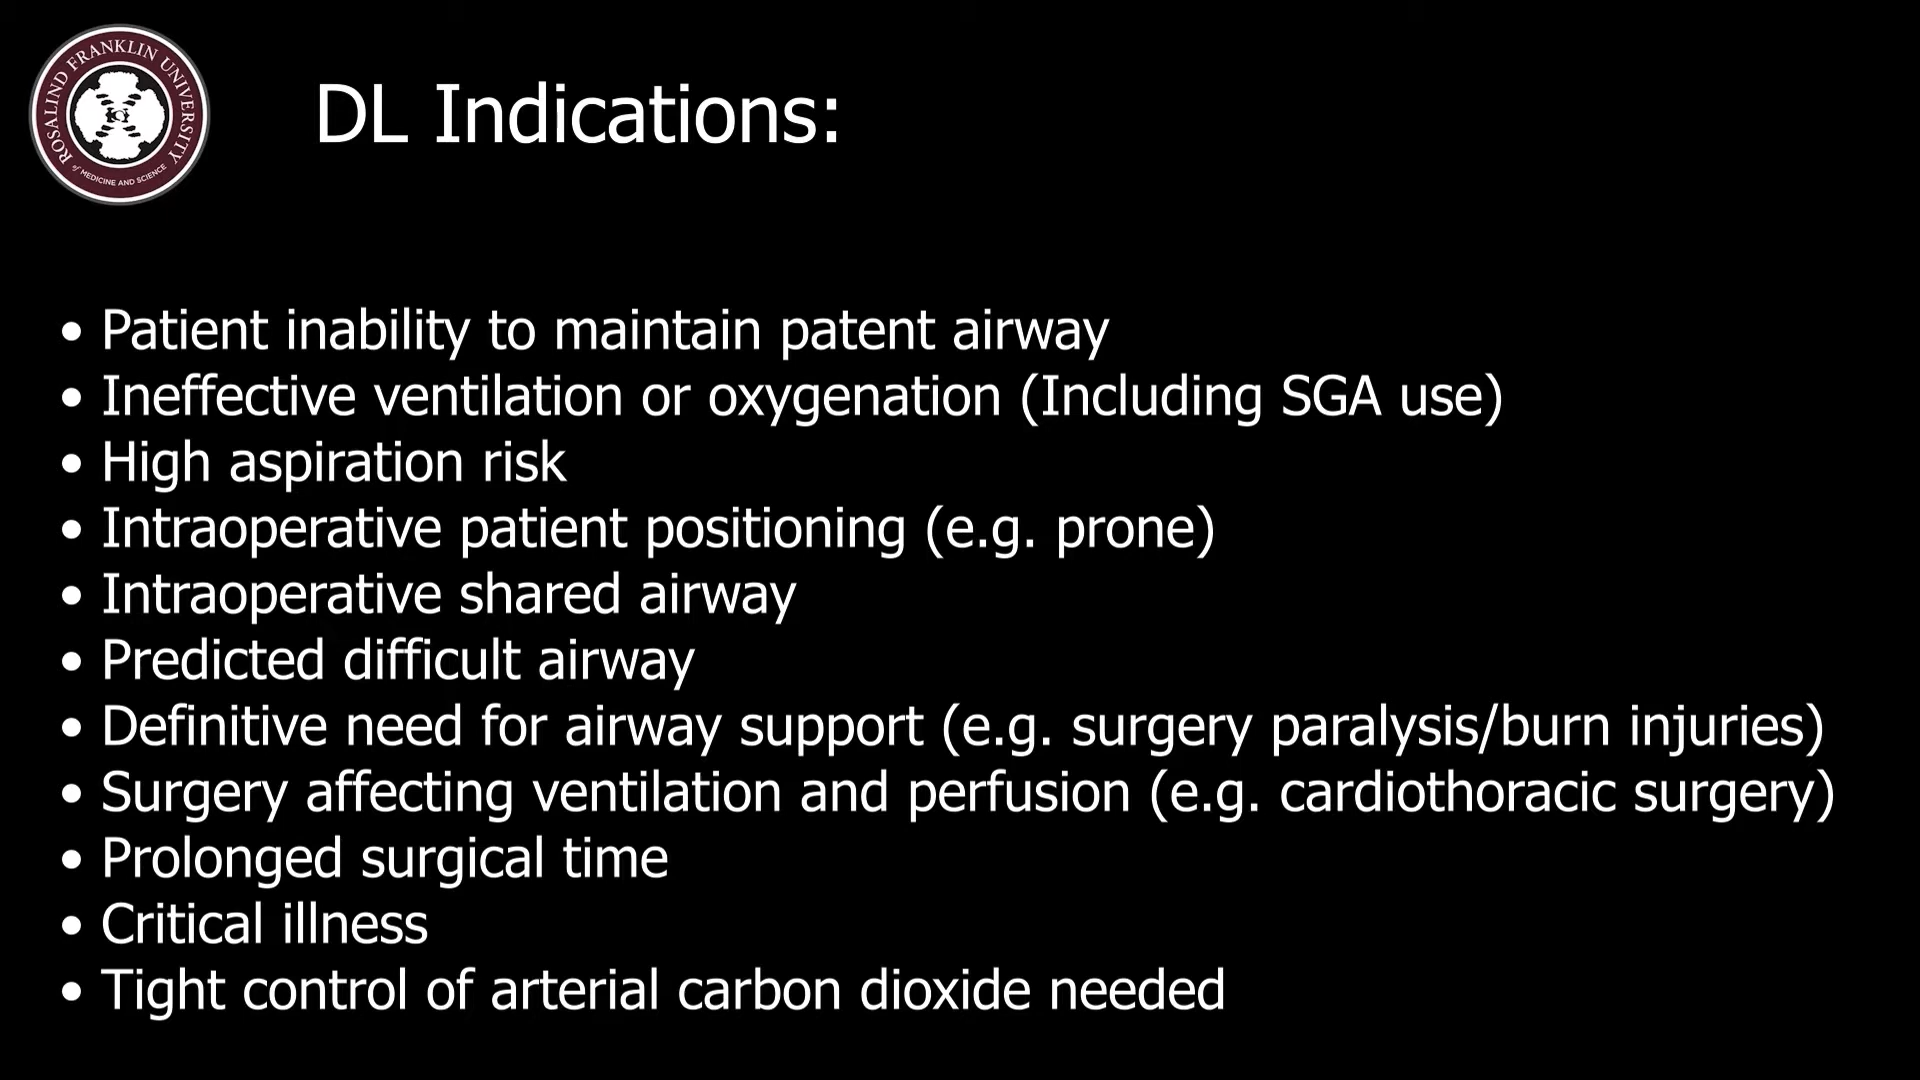 ROSALIND FRANKLIN UNIVERSITY
of MEDICINE AND SCIENCE
DL Indications:
• Patient inability to maintain patent airway
• Ineffective ventilation or oxygenation (Including SGA use)
• High aspiration risk
• Intraoperative patient positioning (e.g. prone)
• Intraoperative shared airway
• Predicted difficult airway
• Definitive need for airway support (e.g. surgery paralysis/burn injuries)
• Surgery affecting ventilation and perfusion (e.g. cardiothoracic surgery)
• Prolonged surgical time
• Critical illness
• Tight control of arterial carbon dioxide needed